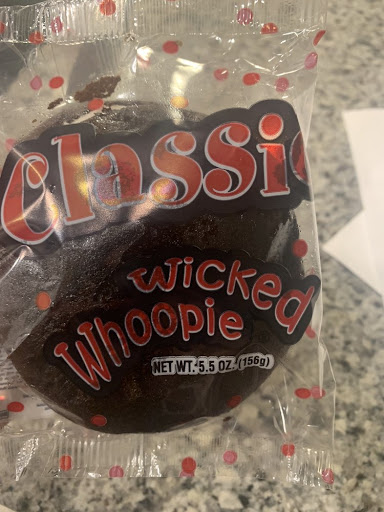 Classic
Wicked
Whoopie
NET WT. 5.5 OZ. (156g)